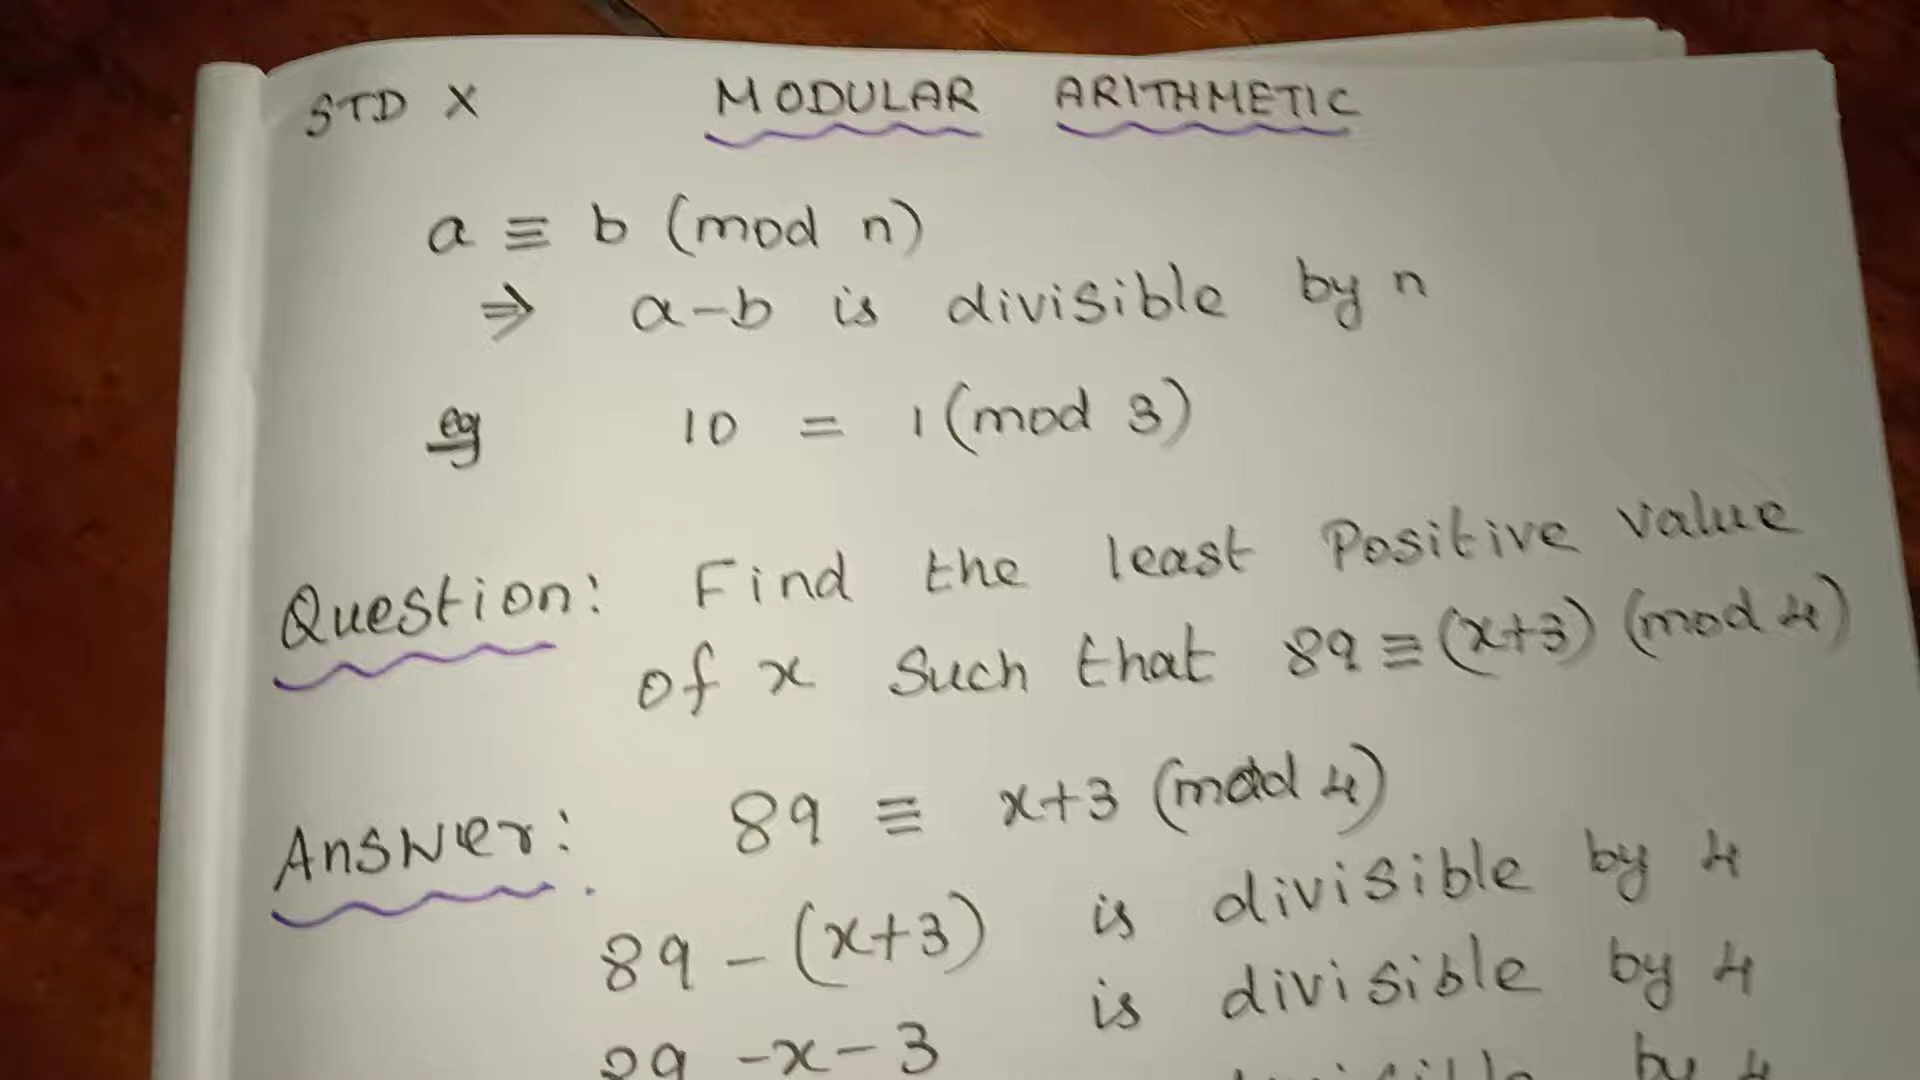 STD X MODULAR ARITHMETIC
a ≡ b (mod n)
⇒ a-b is divisible by n
eg 10 = 1 (mod 3)
Question: Find the least Positive value
of x Such that 89 ≡ (x+3) (mod 4)
Answer: 89 ≡ x+3 (mod 4)
89 - (x+3) is divisible by 4
89 - x - 3 is divisible by 4
by 4